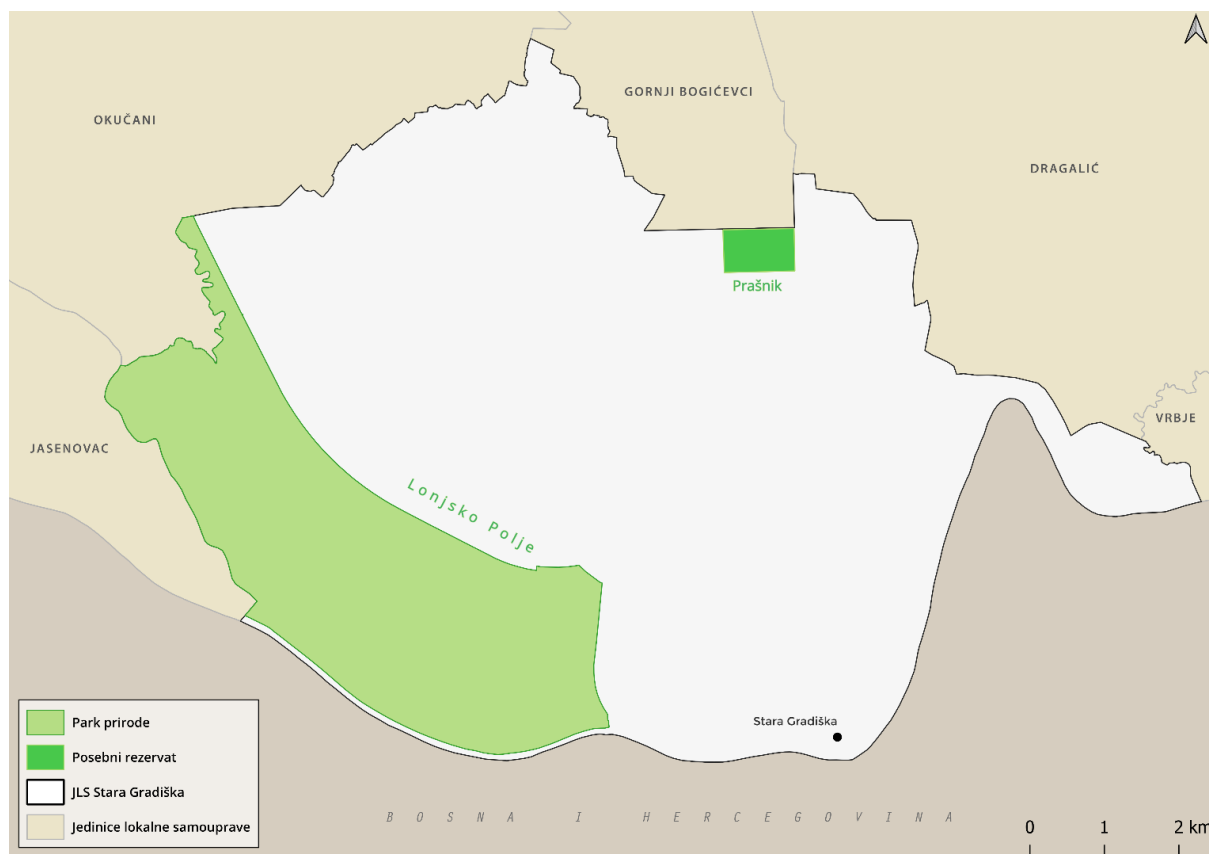 GORNJI BOGIĆEVCI
OKUČANI
DRAGALIĆ
Prašnik
VRBJE
JASENOVAC
Lonjsko Polje
Stara Gradiška
Park prirode
Posebni rezervat
JLS Stara Gradiška
Jedinice lokalne samouprave
BOSNA I HERCEGOVINA
0 1 2 km